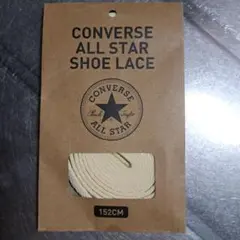 CONVERSE
ALL STAR
SHOE LACE
CONVERSE
ALL STAR
152CM